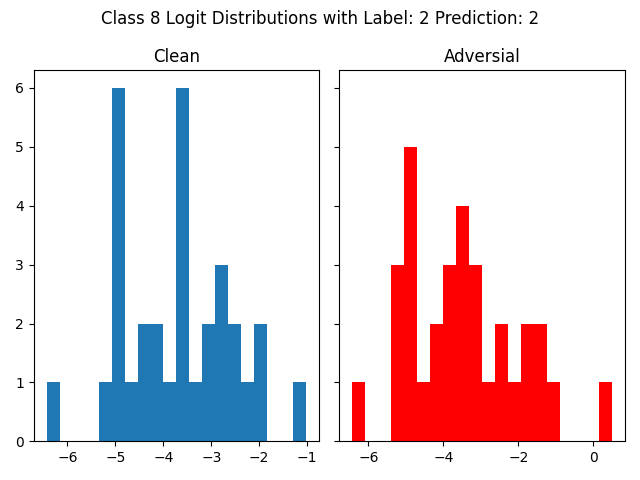 Class 8 Logit Distributions with Label: 2 Prediction: 2
Clean
Adversial
6
5
4
3
2
1
0
−6 −5 −4 −3 −2 −1
−6 −4 −2 0